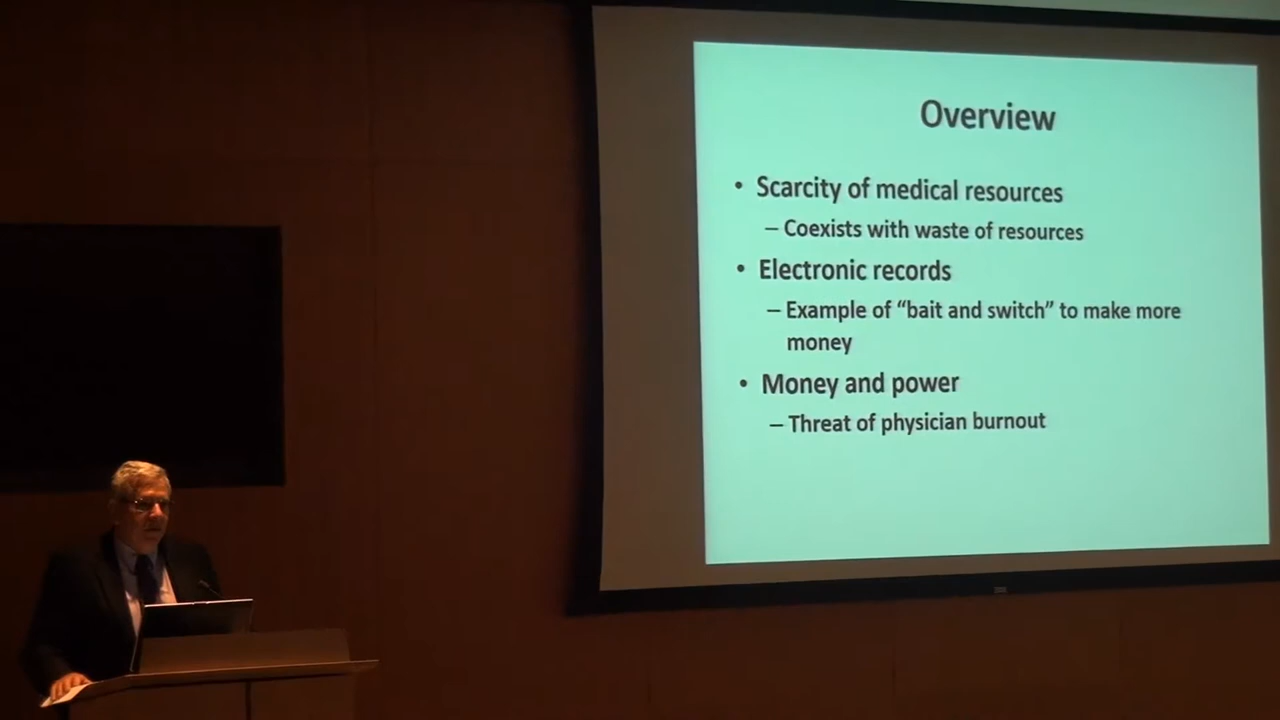 Overview
• Scarcity of medical resources
– Coexists with waste of resources
• Electronic records
– Example of “bait and switch” to make more
money
• Money and power
– Threat of physician burnout